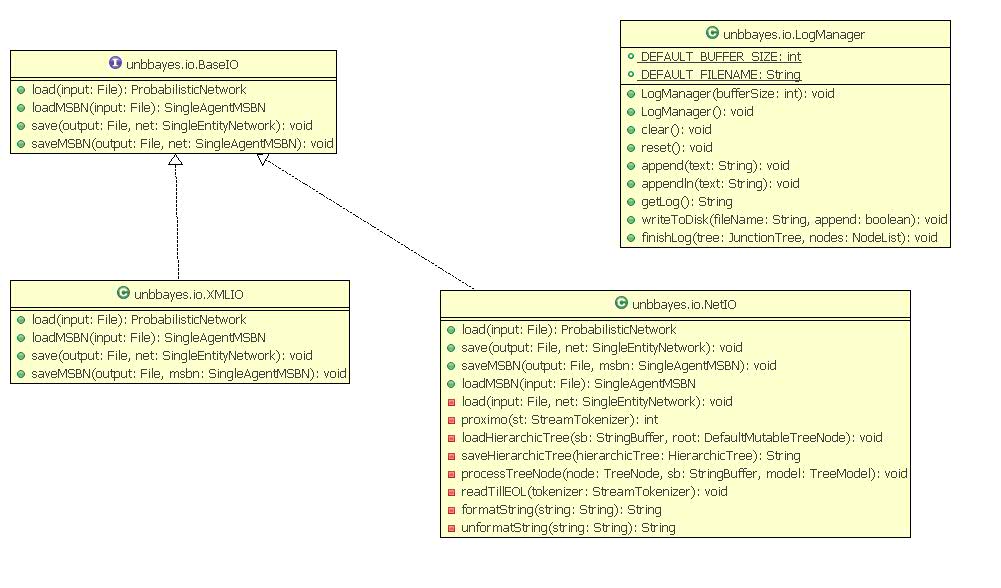 unbbayes.io.BaseIO
load(input: File): ProbabilisticNetwork
loadMSBN(input: File): SingleAgentMSBN
save(output: File, net: SingleEntityNetwork): void
saveMSBN(output: File, net: SingleAgentMSBN): void
unbbayes.io.LogManager
DEFAULT_BUFFER_SIZE: int
DEFAULT_FILENAME: String
LogManager(bufferSize: int): void
LogManager(): void
clear(): void
reset(): void
append(text: String): void
appendln(text: String): void
getLog(): String
writeToDisk(fileName: String, append: boolean): void
finishLog(tree: JunctionTree, nodes: NodeList): void
unbbayes.io.XMLIO
load(input: File): ProbabilisticNetwork
loadMSBN(input: File): SingleAgentMSBN
save(output: File, net: SingleEntityNetwork): void
saveMSBN(output: File, msbn: SingleAgentMSBN): void
unbbayes.io.NetIO
load(input: File): ProbabilisticNetwork
save(output: File, net: SingleEntityNetwork): void
saveMSBN(output: File, msbn: SingleAgentMSBN): void
loadMSBN(input: File): SingleAgentMSBN
load(input: File, net: SingleEntityNetwork): void
proximo(st: StreamTokenizer): int
loadHierarchicTree(sb: StringBuffer, root: DefaultMutableTreeNode): void
saveHierarchicTree(hierarchicTree: HierarchicTree): String
processTreeNode(node: TreeNode, sb: StringBuffer, model: TreeModel): void
readTillEOL(tokenizer: StreamTokenizer): void
formatString(string: String): String
unformatString(string: String): String